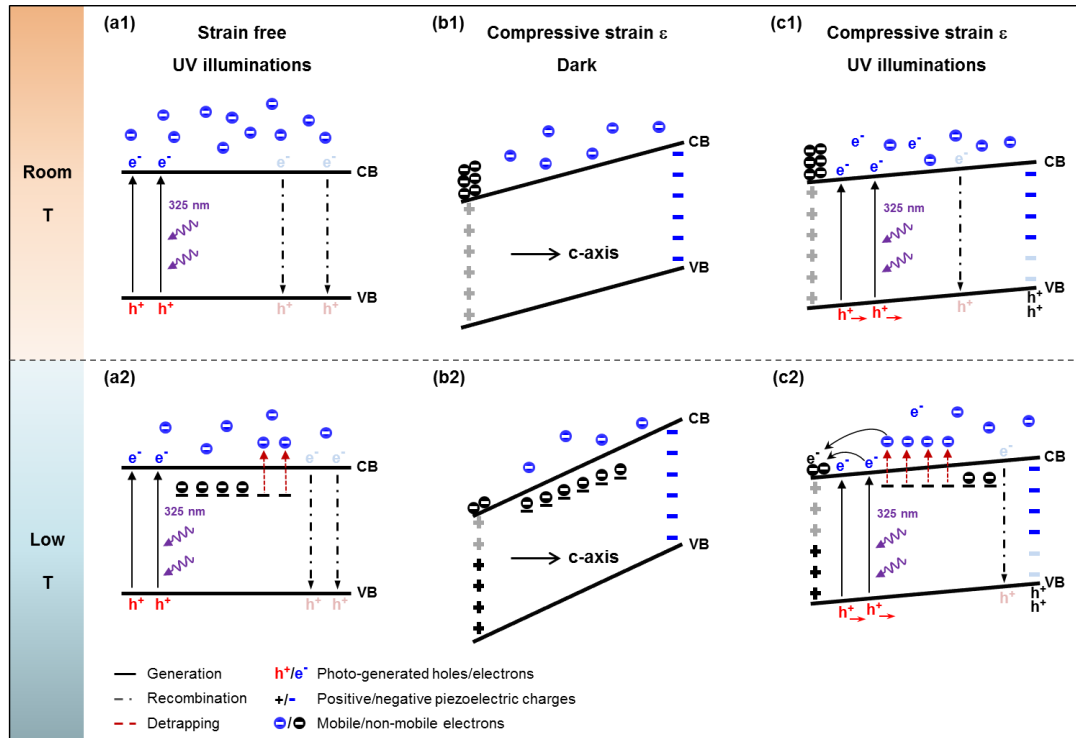 (a1)
Strain free
UV illuminations
(b1)
Compressive strain ε
Dark
(c1)
Compressive strain ε
UV illuminations
Room
T
e- e- e- e- CB
325 nm
h+ h+ h+ h+ VB
CB
c-axis
VB
e- e-
e- e- e- CB
325 nm
VB
h+ h+ h+ h+
h+
(a2)
(b2)
(c2)
Low
T
e- e- e- e- CB
325 nm
h+ h+ h+ h+ VB
CB
c-axis
VB
e-
e- e- e- e- CB
325 nm
VB
h+ h+ h+ h+
h+
Generation
Recombination
Detrapping
h+/e- Photo-generated holes/electrons
+/- Positive/negative piezoelectric charges
⊖/⊖ Mobile/non-mobile electrons